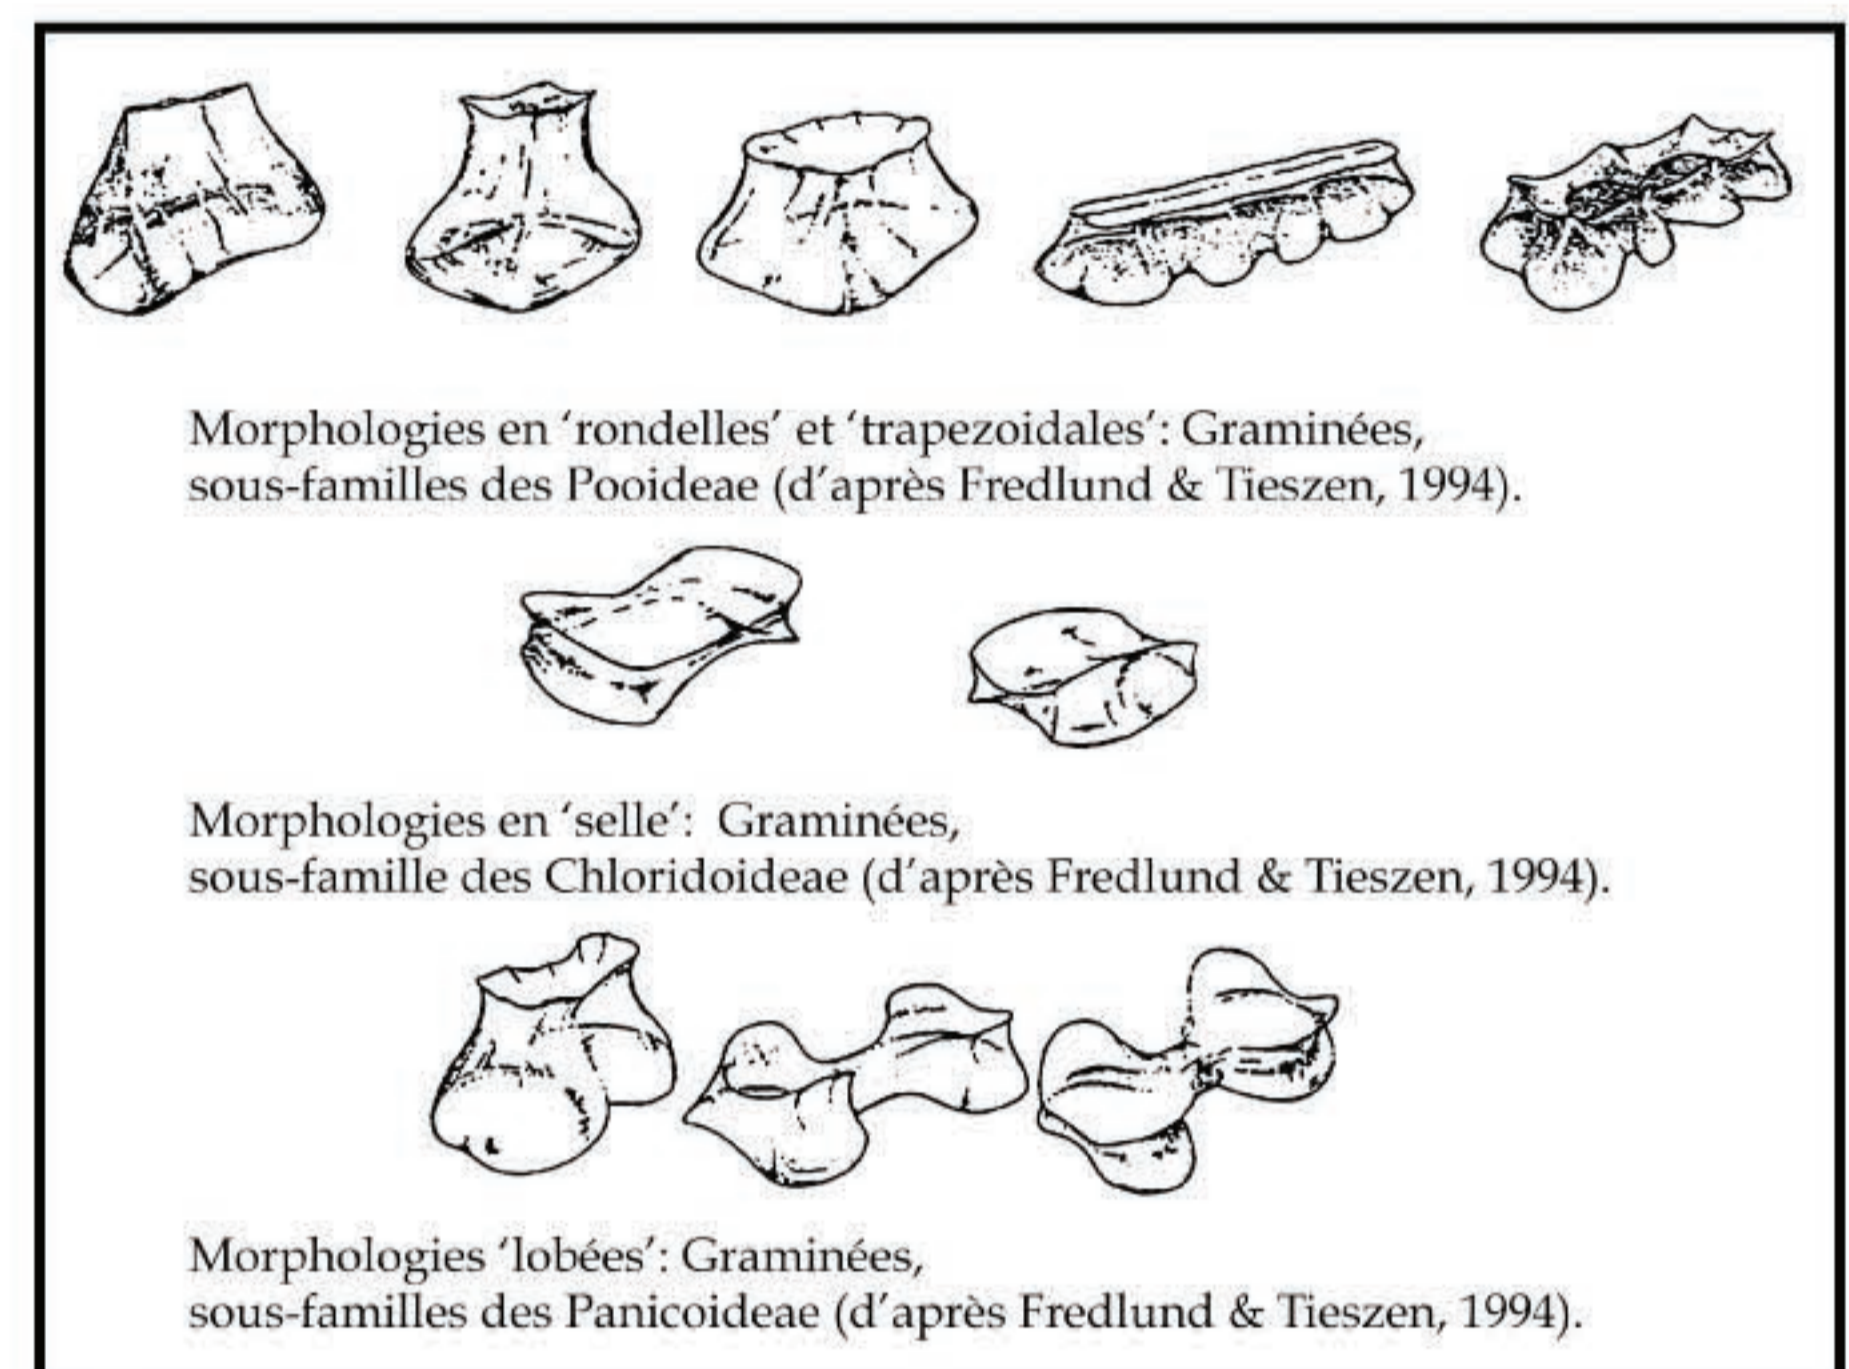 Morphologies en ‘rondelles’ et ‘trapezoidales’: Graminées,
sous-familles des Pooideae (d’après Fredlund & Tieszen, 1994).
Morphologies en ‘selle’: Graminées,
sous-famille des Chloridoideae (d’après Fredlund & Tieszen, 1994).
Morphologies ‘lobées’: Graminées,
sous-familles des Panicoideae (d’après Fredlund & Tieszen, 1994).